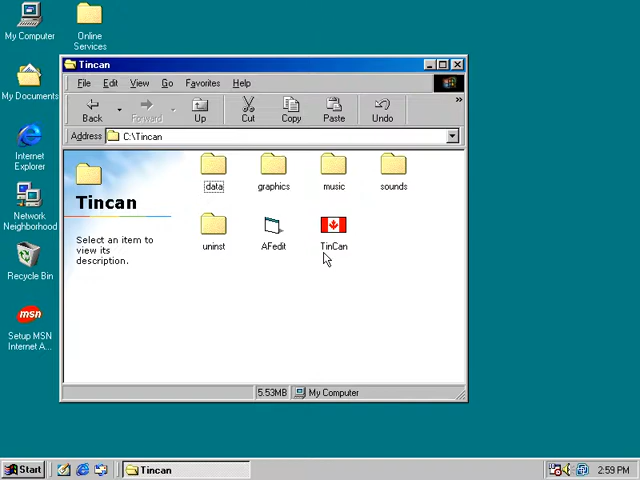 My Computer
Online
Services
My Documents
Internet
Explorer
Network
Neighborhood
Recycle Bin
msn
Setup MSN
Internet A...
Tincan
File Edit View Go Favorites Help
Back Forward Up Cut Copy Paste Undo »
Address C:\Tincan
Tincan
Select an item to
view its
description.
data graphics music sounds
uninst AFedit TinCan
5.53MB My Computer
Start Tincan 2:59 PM